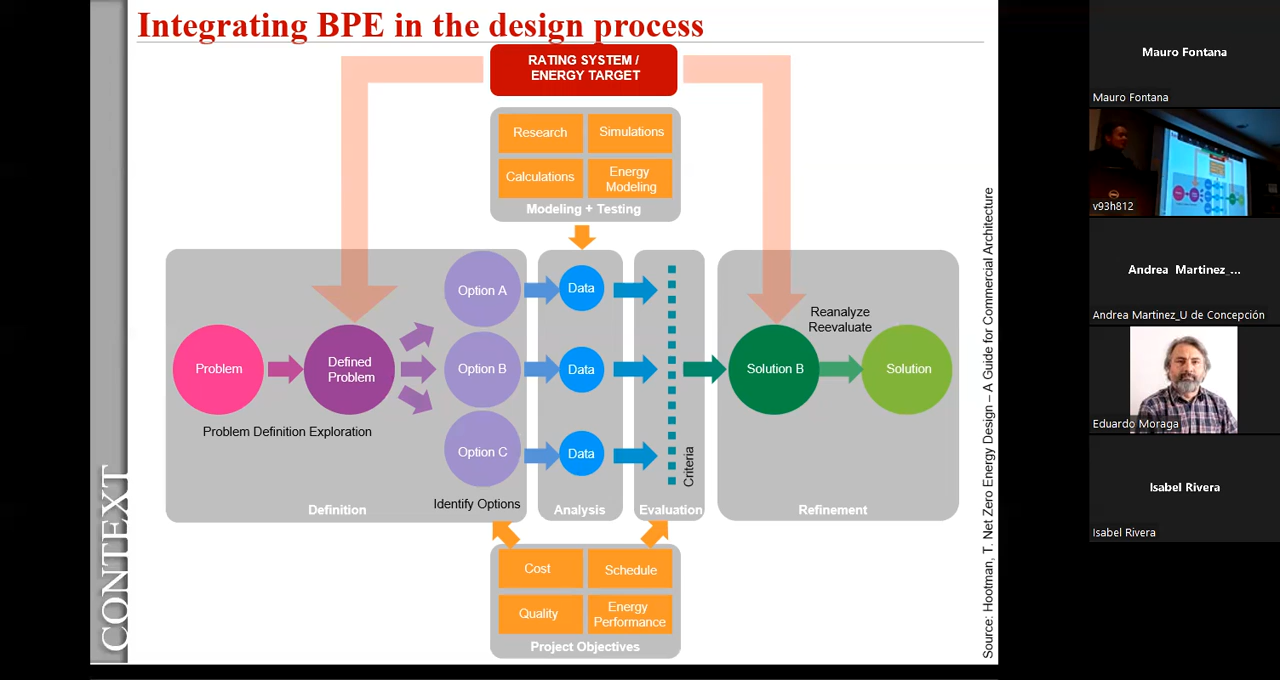 Integrating BPE in the design process
RATING SYSTEM /
ENERGY TARGET
Research
Simulations
Calculations
Energy
Modeling
Modeling + Testing
Problem
Defined
Problem
Problem Definition Exploration
Option A
Option B
Option C
Identify Options
Definition
Data
Data
Data
Analysis
Criteria
Evaluation
Solution B
Reanalyze
Reevaluate
Solution
Refinement
Cost
Schedule
Quality
Energy
Performance
Project Objectives
CONTEXT
Source: Hootman, T. Net Zero Energy Design – A Guide for Commercial Architecture
Mauro Fontana
Mauro Fontana
v93h812
Andrea Martinez_...
Andrea Martinez_U de Concepción
Eduardo Moraga
Isabel Rivera
Isabel Rivera